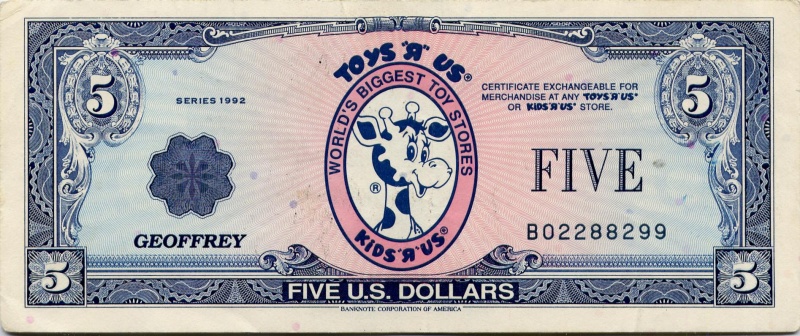 TOYS "R" US®
WORLD'S BIGGEST TOY STORES
KIDS "R" US®
®
5
5
SERIES 1992
CERTIFICATE EXCHANGEABLE FOR
MERCHANDISE AT ANY TOYS "R" US®
OR KIDS "R" US® STORE.
FIVE
B02288299
GEOFFREY
5
FIVE U.S. DOLLARS
5
BANKNOTE CORPORATION OF AMERICA